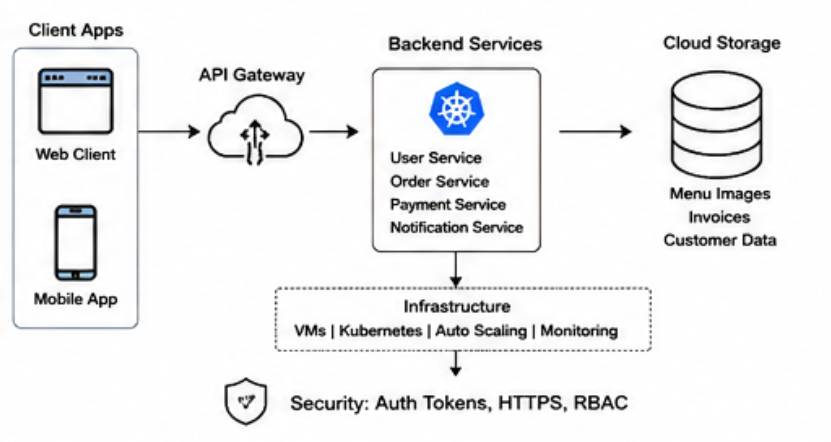 Client Apps
Web Client
Mobile App
API Gateway
Backend Services
User Service
Order Service
Payment Service
Notification Service
Cloud Storage
Menu Images
Invoices
Customer Data
Infrastructure
VMs | Kubernetes | Auto Scaling | Monitoring
Security: Auth Tokens, HTTPS, RBAC